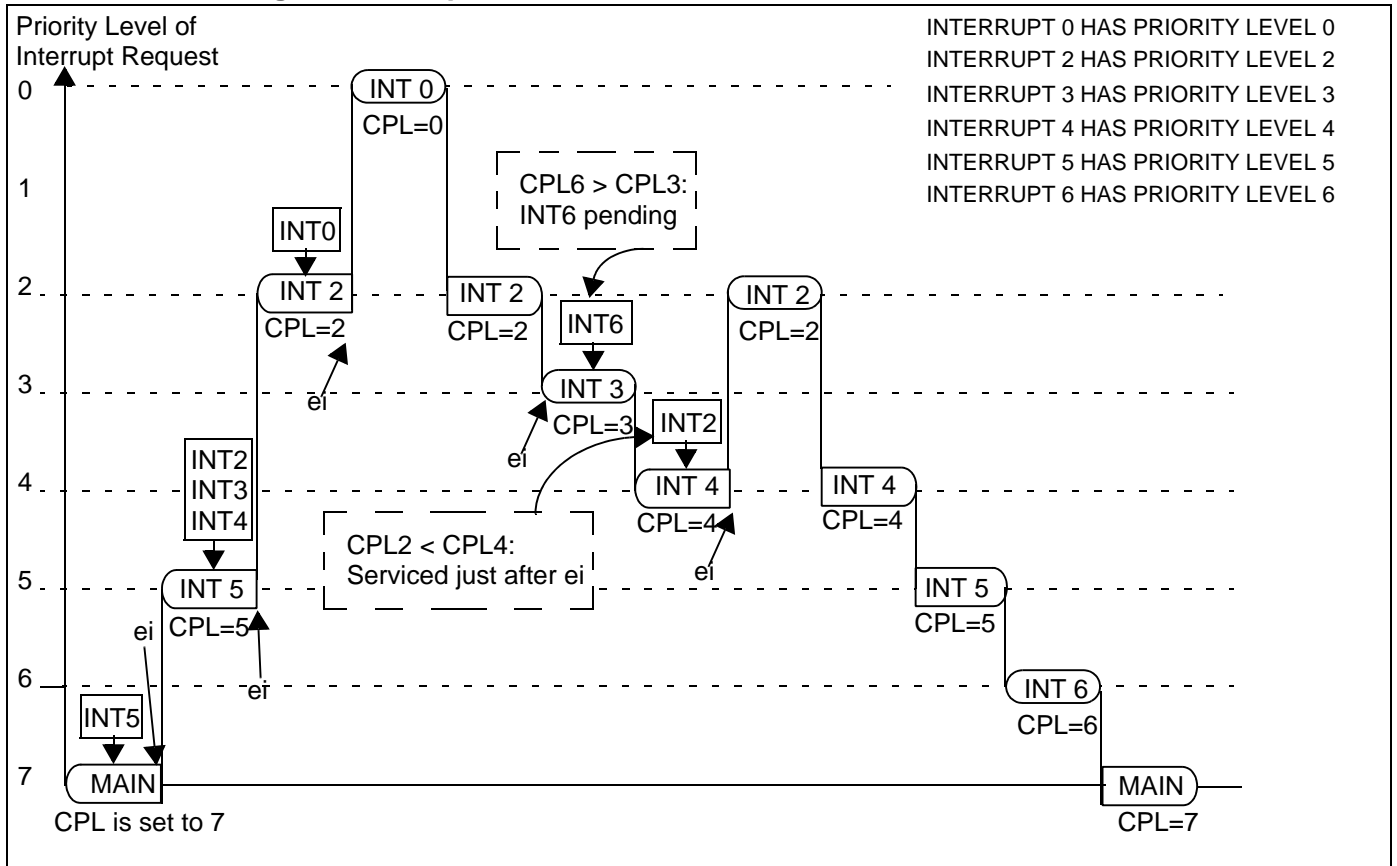 Priority Level of
Interrupt Request
INTERRUPT 0 HAS PRIORITY LEVEL 0
INTERRUPT 2 HAS PRIORITY LEVEL 2
INTERRUPT 3 HAS PRIORITY LEVEL 3
INTERRUPT 4 HAS PRIORITY LEVEL 4
INTERRUPT 5 HAS PRIORITY LEVEL 5
INTERRUPT 6 HAS PRIORITY LEVEL 6
0
INT 0
CPL=0
1
CPL6 > CPL3:
INT6 pending
INT0
2
INT 2
CPL=2
INT 2
CPL=2
INT 2
CPL=2
INT6
ei
3
INT 3
CPL=3
ei
INT2
INT2
INT3
INT4
4
INT 4
CPL=4
ei
INT 4
CPL=4
CPL2 < CPL4:
Serviced just after ei
5
INT 5
CPL=5
ei
ei
INT 5
CPL=5
6
INT 6
CPL=6
INT5
7
MAIN
CPL is set to 7
MAIN
CPL=7